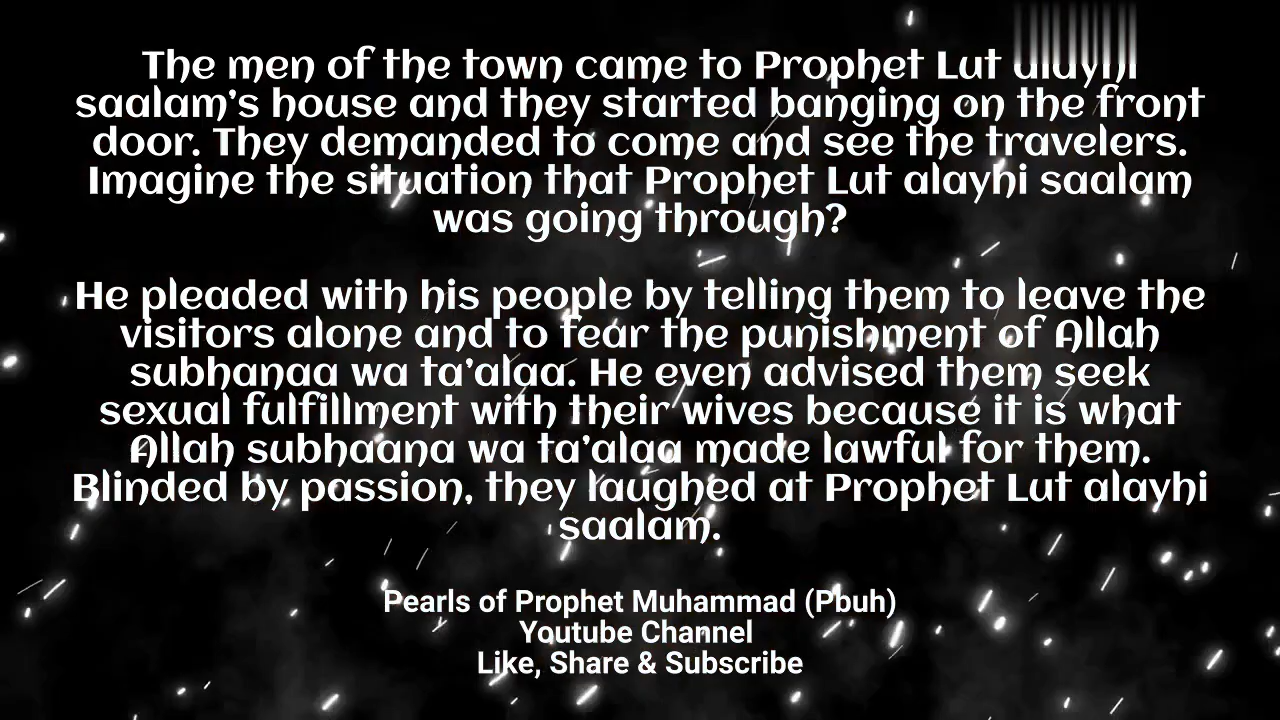 The men of the town came to Prophet Lut alayhi
saalam's house and they started banging on the front
door. They demanded to come and see the travelers.
Imagine the situation that Prophet Lut alayhi saalam
was going through?
He pleaded with his people by telling them to leave the
visitors alone and to fear the punishment of Allah
subhanaa wa ta'alaa. He even advised them seek
sexual fulfillment with their wives because it is what
Allah subhaana wa ta'alaa made lawful for them.
Blinded by passion, they laughed at Prophet Lut alayhi
saalam.
Pearls of Prophet Muhammad (Pbuh)
Youtube Channel
Like, Share & Subscribe